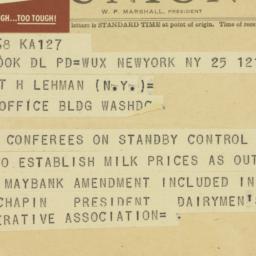 GH...TOO TOUGH!
W. P. MARSHALL, PRESIDENT
letters is STANDARD TIME at point of origin. Time of rece
58 KA127
OOK DL PD=WUX NEWYORK NY 25 12
T H LEHMAN (N.Y.)=
OFFICE BLDG WASHDC
CONFEREES ON STANDBY CONTROL
O ESTABLISH MILK PRICES AS OUT
MAYBANK AMENDMENT INCLUDED IN
CHAPIN PRESIDENT DAIRYMEN'S
ERATIVE ASSOCIATION=